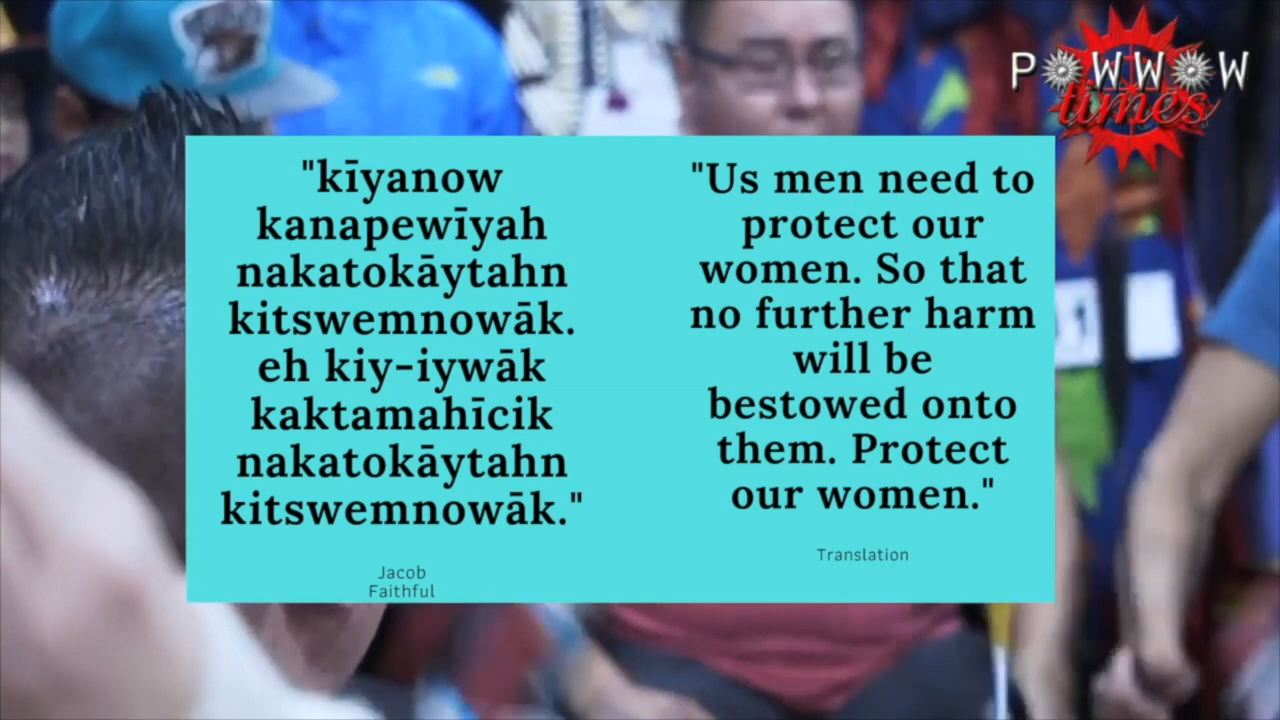 POWWOW
times
"kīyanow
kanapewīyah
nakatokāytahn
kitswemnowāk.
eh kiy-iywāk
kaktamahīcik
nakatokāytahn
kitswemnowāk."
Jacob
Faithful
"Us men need to
protect our
women. So that
no further harm
will be
bestowed onto
them. Protect
our women."
Translation